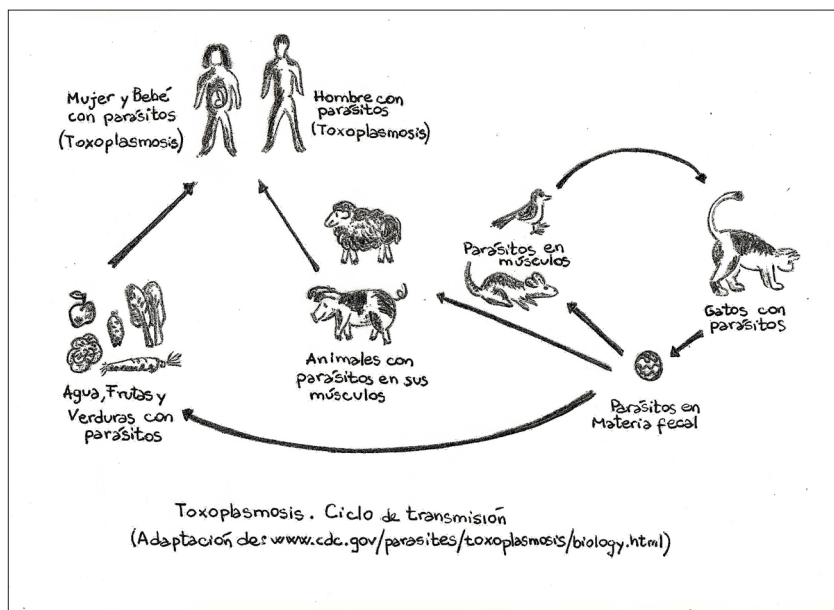 Mujer y Bebé
con parásitos
(Toxoplasmosis)
Hombre con
parásitos
(Toxoplasmosis)
Parásitos en
músculos
Gatos con
parásitos
Animales con
parásitos en sus
músculos
Agua, Frutas y
Verduras con
parásitos
Parásitos en
Materia fecal
Toxoplasmosis. Ciclo de transmisión
(Adaptación de: www.cdc.gov/parasites/toxoplasmosis/biology.html)